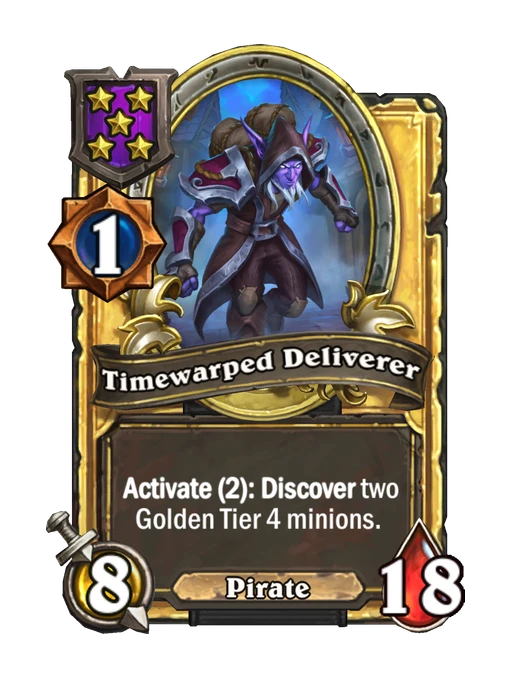 1
Timewarped Deliverer
Activate (2): Discover two
Golden Tier 4 minions.
8
Pirate
18